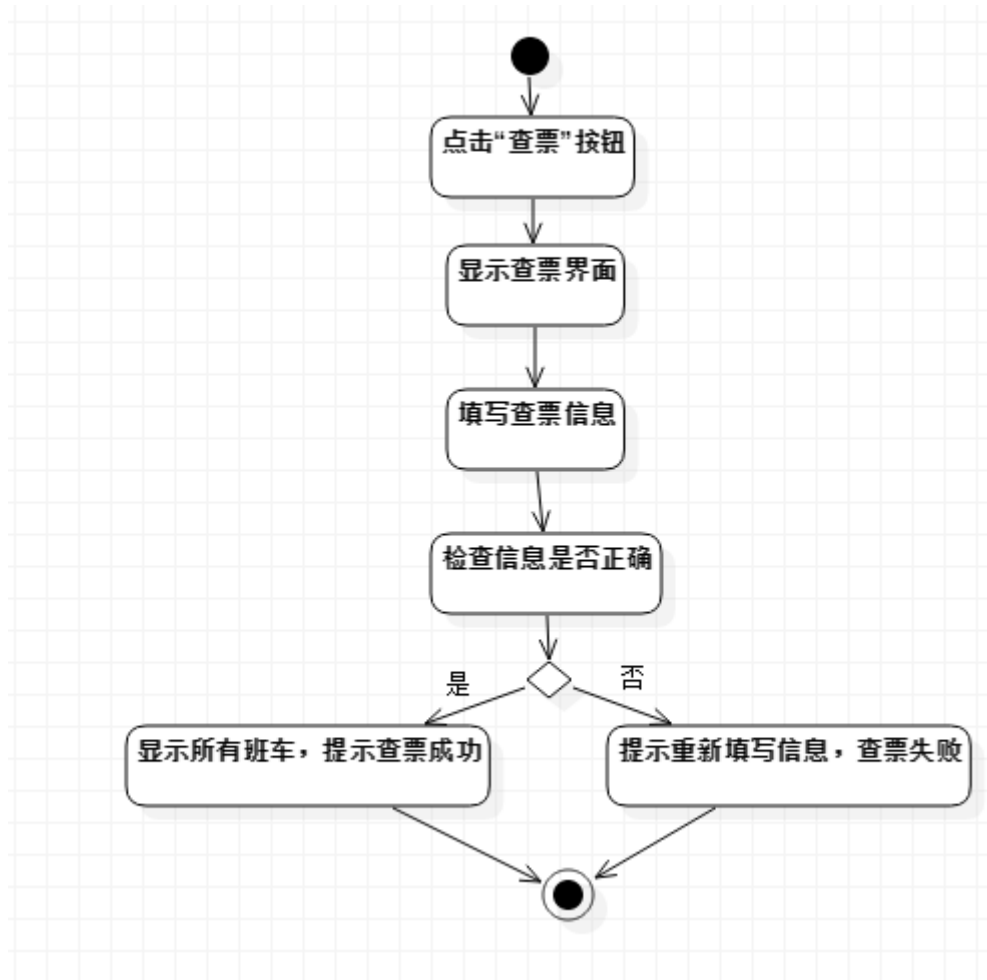 点击“查票”按钮
显示查票界面
填写查票信息
检查信息是否正确
是
否
显示所有班车，提示查票成功
提示重新填写信息，查票失败